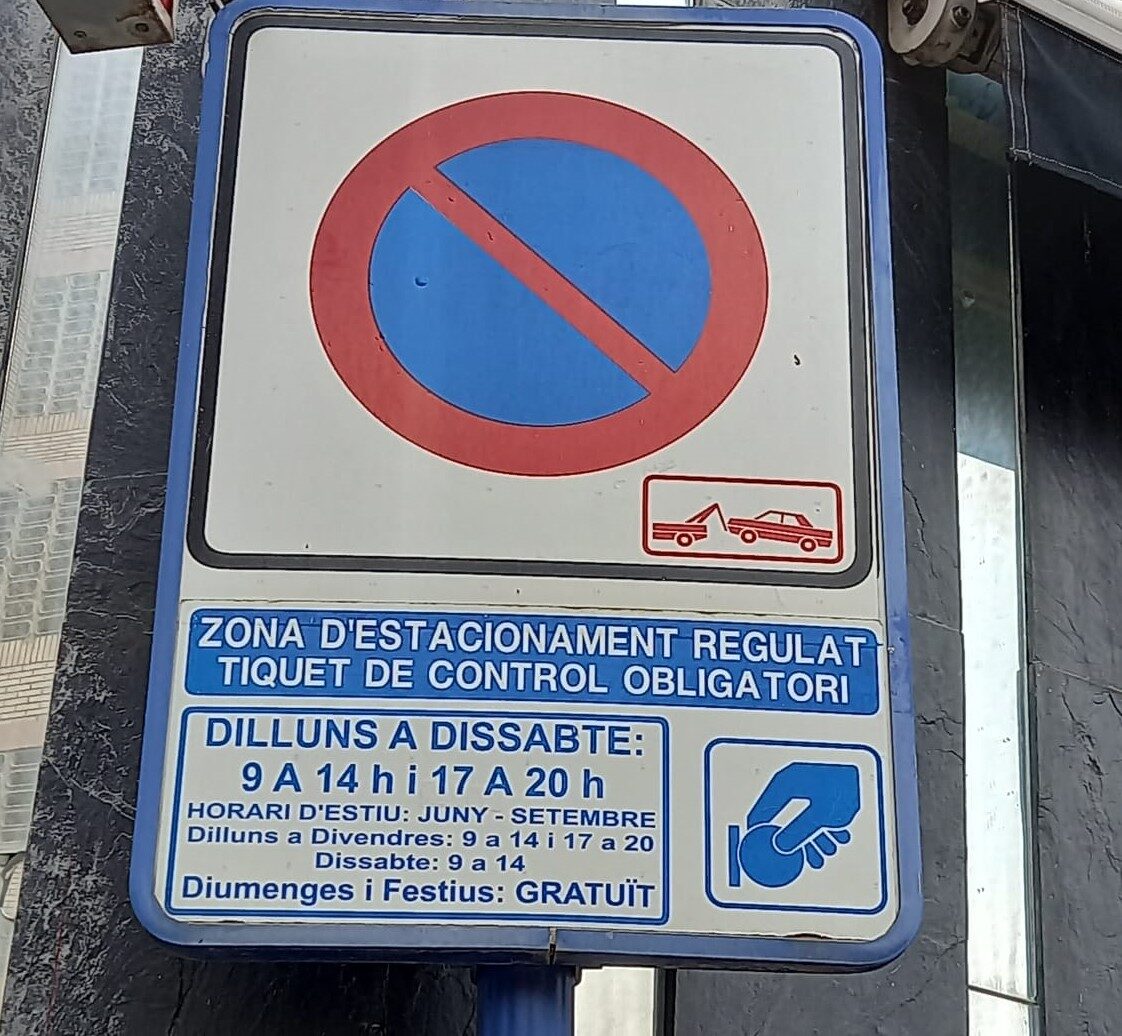 ZONA D'ESTACIONAMENT REGULAT
TIQUET DE CONTROL OBLIGATORI
DILLUNS A DISSABTE:
9 A 14 h i 17 A 20 h
HORARI D'ESTIU: JUNY - SETEMBRE
Dilluns a Divendres: 9 a 14 i 17 a 20
Dissabte: 9 a 14
Diumenges i Festius: GRATUÏT